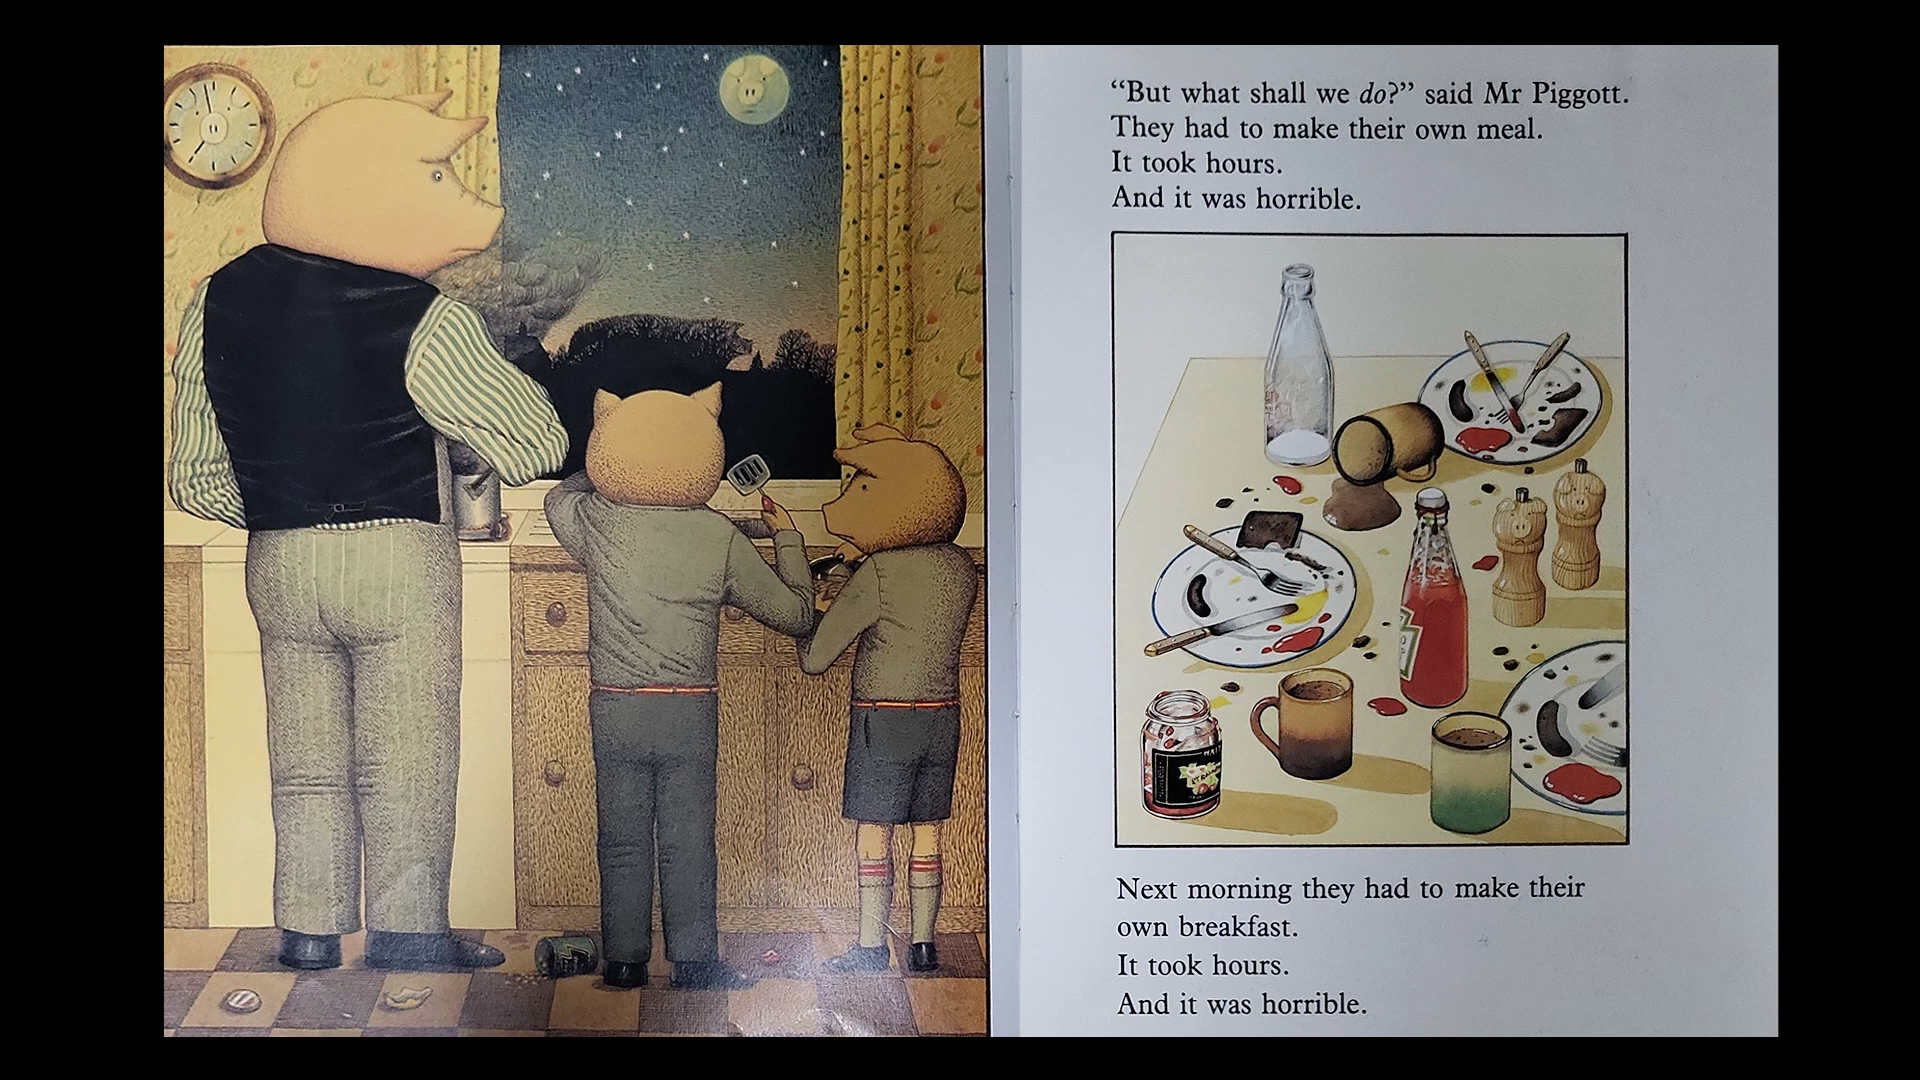 “But what shall we do?” said Mr Piggott.
They had to make their own meal.
It took hours.
And it was horrible.
Next morning they had to make their
own breakfast.
It took hours.
And it was horrible.